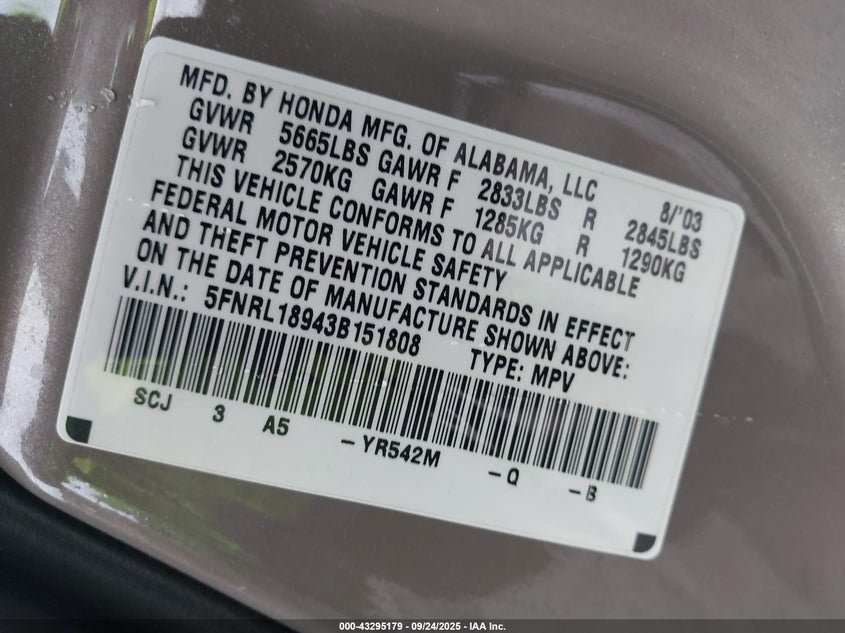 MFD. BY HONDA MFG. OF ALABAMA, LLC 8/'03
GVWR 5665LBS GAWR F 2833LBS R 2845LBS
GVWR 2570KG GAWR F 1285KG R 1290KG
THIS VEHICLE CONFORMS TO ALL APPLICABLE
FEDERAL MOTOR VEHICLE SAFETY
AND THEFT PREVENTION STANDARDS IN EFFECT
ON THE DATE OF MANUFACTURE SHOWN ABOVE:
V.I.N.: 5FNRL18943B151808 TYPE: MPV
SCJ 3 A5 -YR542M -Q -B
000-43295179 - 09/24/2025 - IAA Inc.